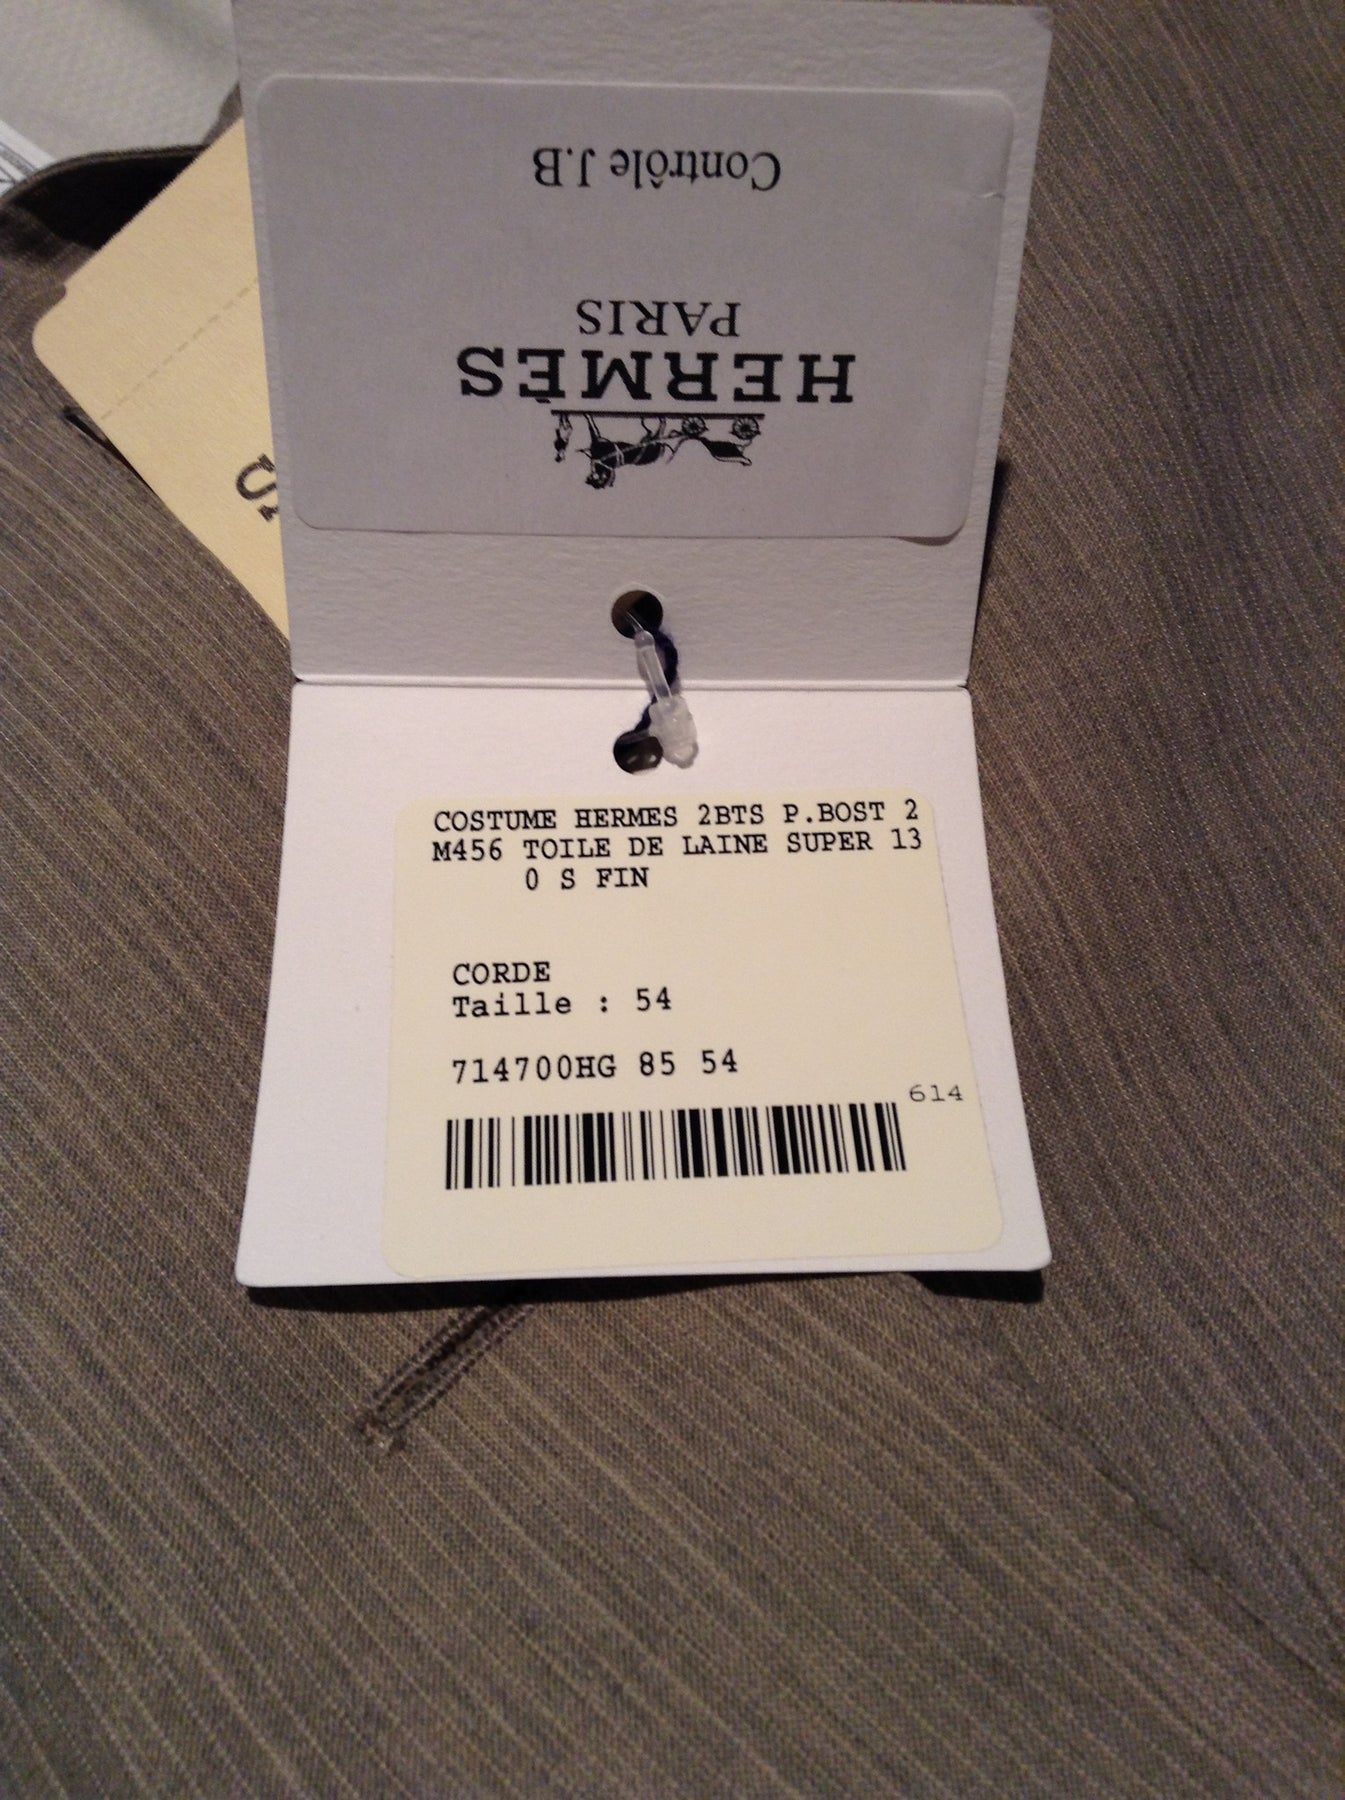 Contrôle J.B
HERMÈS
PARIS
COSTUME HERMES 2BTS P.BOST 2
M456 TOILE DE LAINE SUPER 13
0 S FIN
CORDE
Taille : 54
714700HG 85 54
614